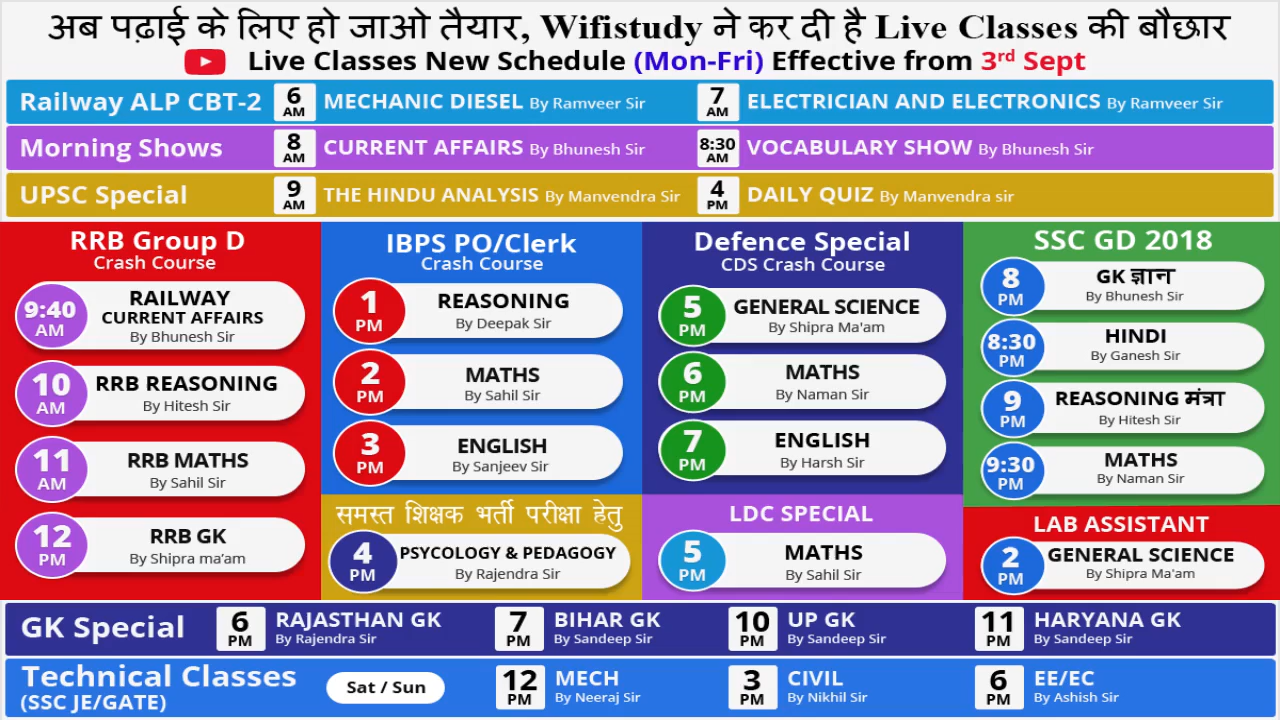 अब पढ़ाई के लिए हो जाओ तैयार, Wifistudy ने कर दी है Live Classes की बौछार
Live Classes New Schedule (Mon-Fri) Effective from 3rd Sept
Railway ALP CBT-2 6 AM MECHANIC DIESEL By Ramveer Sir 7 AM ELECTRICIAN AND ELECTRONICS By Ramveer Sir
Morning Shows 8 AM CURRENT AFFAIRS By Bhunesh Sir 8:30 AM VOCABULARY SHOW By Bhunesh Sir
UPSC Special 9 AM THE HINDU ANALYSIS By Manvendra Sir 4 PM DAILY QUIZ By Manvendra sir
RRB Group D
Crash Course
9:40 AM
RAILWAY
CURRENT AFFAIRS
By Bhunesh Sir
10 AM
RRB REASONING
By Hitesh Sir
11 AM
RRB MATHS
By Sahil Sir
12 PM
RRB GK
By Shipra ma'am
IBPS PO/Clerk
Crash Course
1 PM
REASONING
By Deepak Sir
2 PM
MATHS
By Sahil Sir
3 PM
ENGLISH
By Sanjeev Sir
समस्त शिक्षक भर्ती परीक्षा हेतु
4 PM
PSYCOLOGY & PEDAGOGY
By Rajendra Sir
Defence Special
CDS Crash Course
5 PM
GENERAL SCIENCE
By Shipra Ma'am
6 PM
MATHS
By Naman Sir
7 PM
ENGLISH
By Harsh Sir
LDC SPECIAL
5 PM
MATHS
By Sahil Sir
SSC GD 2018
8 PM
GK ज्ञान
By Bhunesh Sir
8:30 PM
HINDI
By Ganesh Sir
9 PM
REASONING मंत्रा
By Hitesh Sir
9:30 PM
MATHS
By Naman Sir
LAB ASSISTANT
2 PM
GENERAL SCIENCE
By Shipra Ma'am
GK Special
6 PM
RAJASTHAN GK
By Rajendra Sir
7 PM
BIHAR GK
By Sandeep Sir
10 PM
UP GK
By Sandeep Sir
11 PM
HARYANA GK
By Sandeep Sir
Technical Classes
(SSC JE/GATE)
Sat / Sun
12 PM
MECH
By Neeraj Sir
3 PM
CIVIL
By Nikhil Sir
6 PM
EE/EC
By Ashish Sir